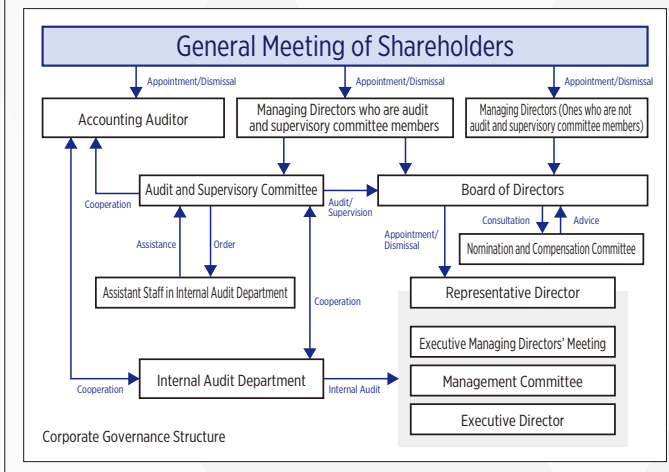 General Meeting of Shareholders
Appointment/Dismissal
Appointment/Dismissal
Appointment/Dismissal
Accounting Auditor
Managing Directors who are audit
and supervisory committee members
Managing Directors (Ones who are not
audit and supervisory committee members)
Audit and Supervisory Committee
Board of Directors
Cooperation
Audit/
Supervision
Appointment/
Dismissal
Consultation
Advice
Assistance
Order
Nomination and Compensation Committee
Assistant Staff in Internal Audit Department
Cooperation
Representative Director
Executive Managing Directors' Meeting
Internal Audit Department
Management Committee
Cooperation
Internal Audit
Executive Director
Corporate Governance Structure